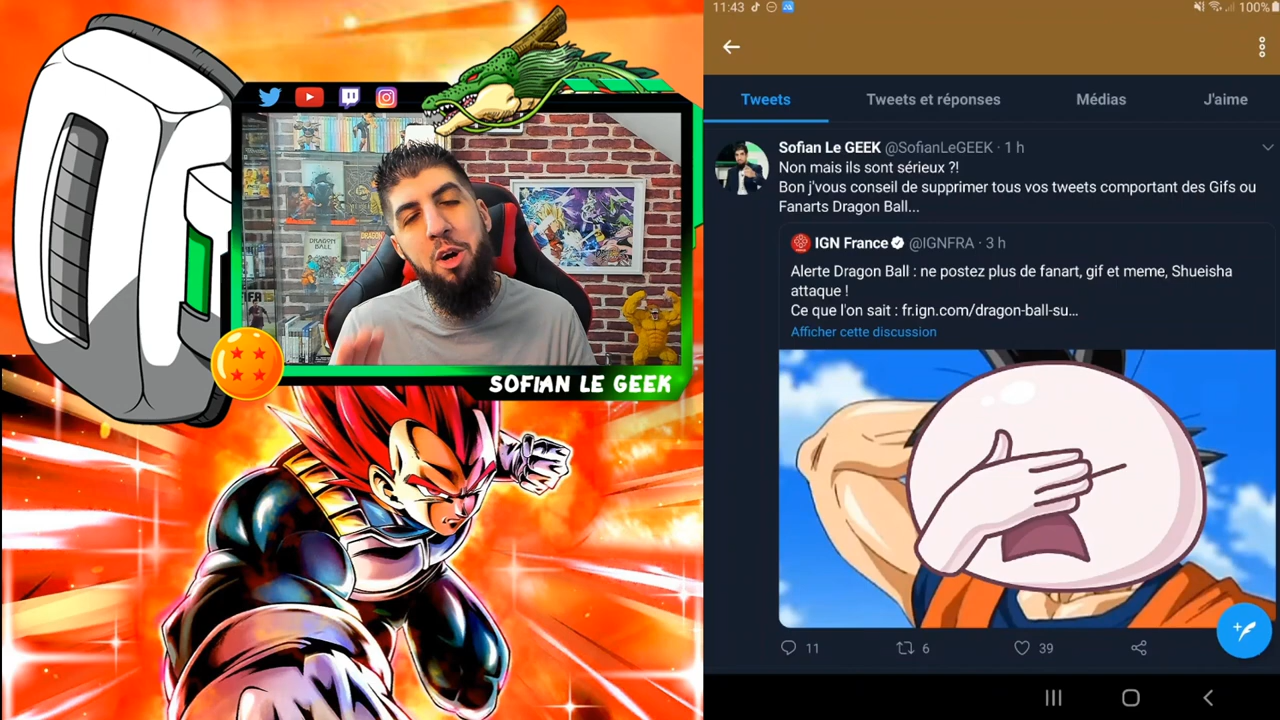 SOFIAN LE GEEK
DRAGON
BALL
11:43
100%
Tweets
Tweets et réponses
Médias
J'aime
Sofian Le GEEK @SofianLeGEEK · 1 h
Non mais ils sont sérieux ?!
Bon j'vous conseil de supprimer tous vos tweets comportant des Gifs ou
Fanarts Dragon Ball...
IGN France @IGNFRA · 3 h
Alerte Dragon Ball : ne postez plus de fanart, gif et meme, Shueisha
attaque !
Ce que l'on sait : fr.ign.com/dragon-ball-su…
Afficher cette discussion
11
6
39